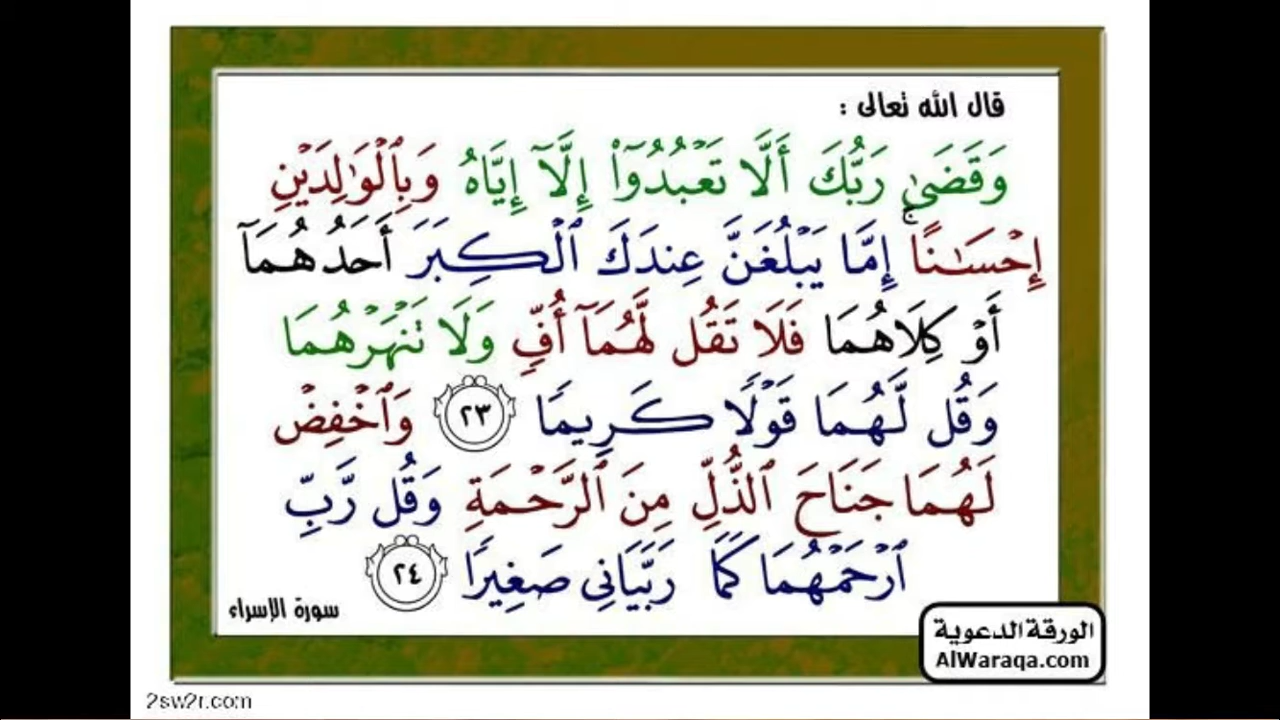 قال الله تعالى :
وَقَضَىٰ رَبُّكَ أَلَّا تَعْبُدُوٓا۟ إِلَّآ إِيَّاهُ وَبِٱلْوَٰلِدَيْنِ
إِحْسَـٰنًا ۚ إِمَّا يَبْلُغَنَّ عِندَكَ ٱلْكِبَرَ أَحَدُهُمَآ
أَوْ كِلَاهُمَا فَلَا تَقُل لَّهُمَآ أُفٍّ وَلَا تَنْهَرْهُمَا
وَقُل لَّهُمَا قَوْلًا كَرِيمًا ٢٣ وَٱخْفِضْ
لَهُمَا جَنَاحَ ٱلذُّلِّ مِنَ ٱلرَّحْمَةِ وَقُل رَّبِّ
ٱرْحَمْهُمَا كَمَا رَبَّيَانِى صَغِيرًا ٢٤
سورة الإسراء
الورقة الدعوية
AlWaraqa.com
2sw2r.com